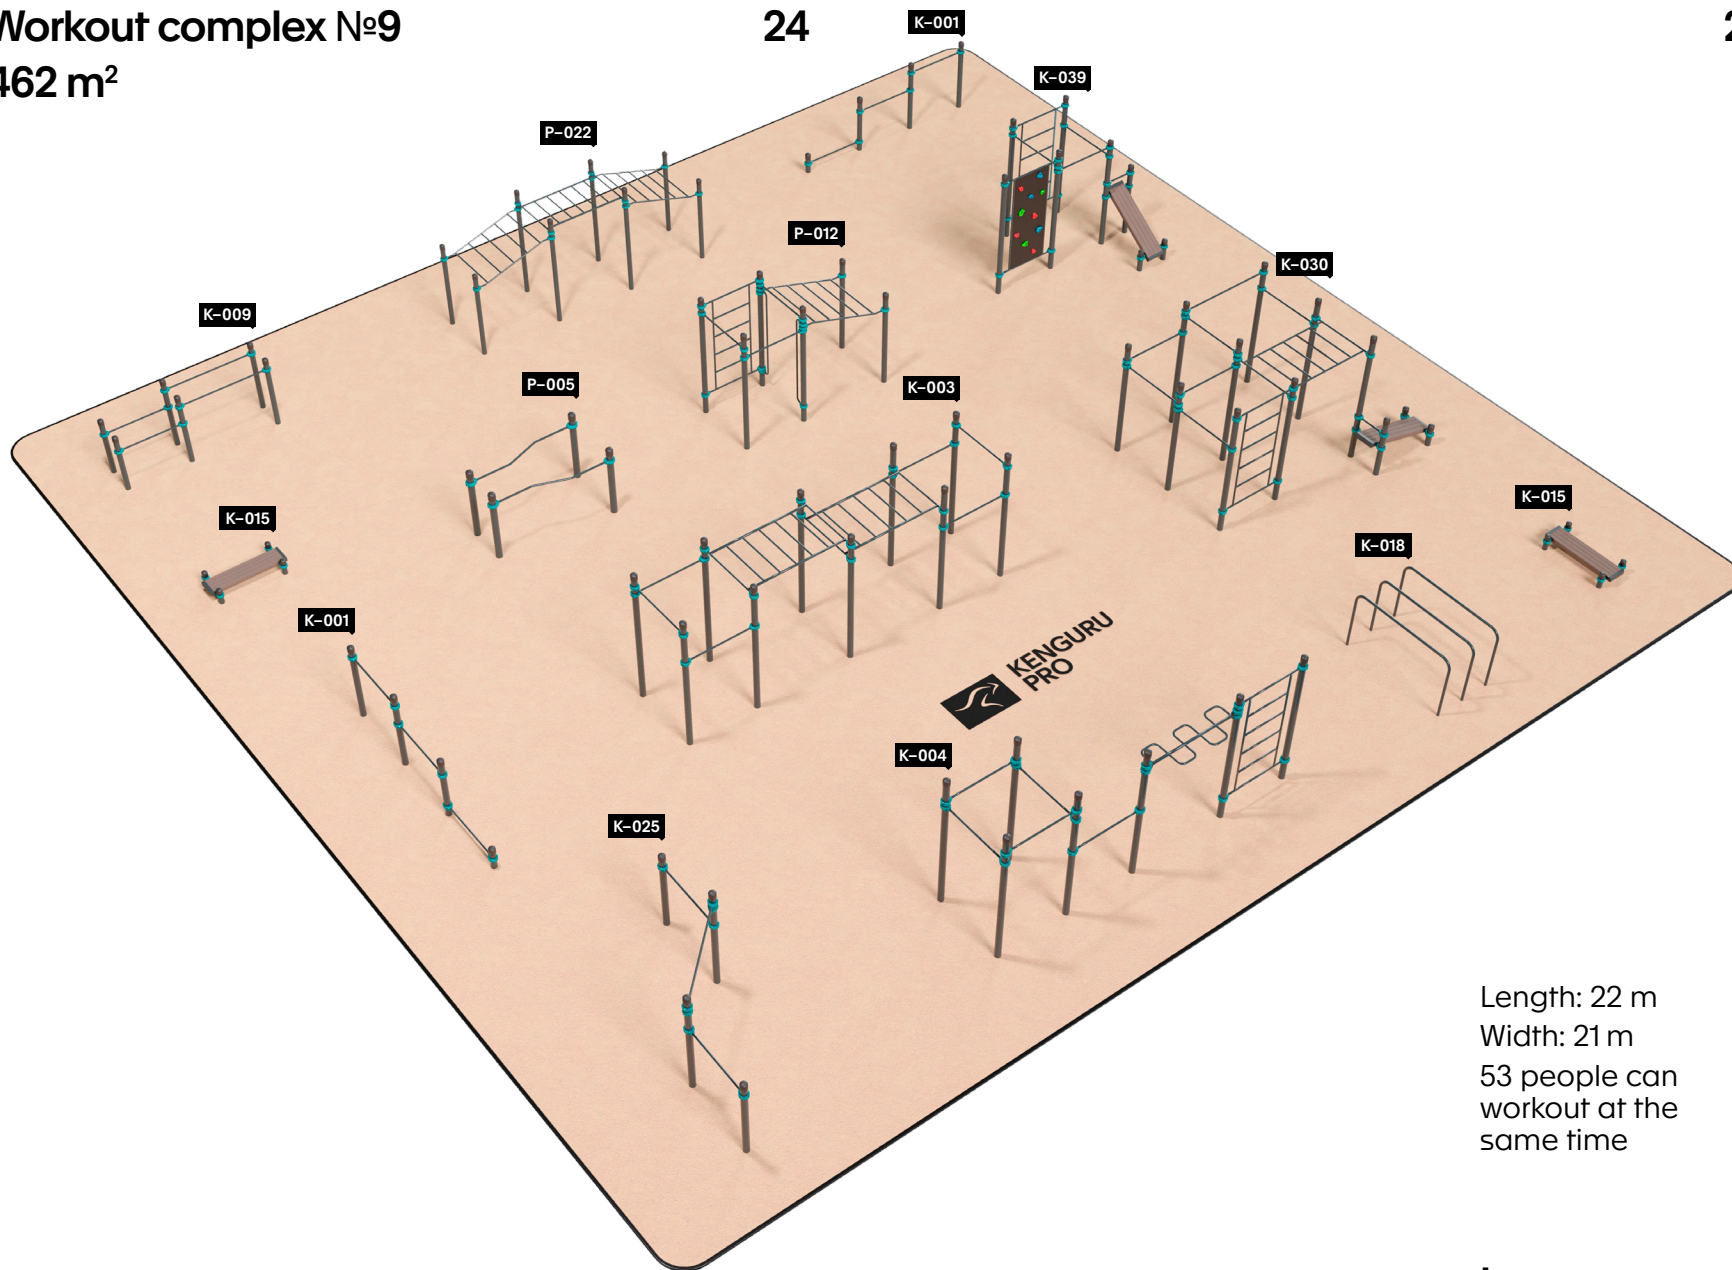 Workout complex №9
462 m²
24
K-001
K-039
P-022
P-012
K-030
K-009
P-005
K-003
K-015
K-015
K-018
K-001
KENGURU
PRO
K-004
K-025
Length: 22 m
Width: 21 m
53 people can
workout at the
same time